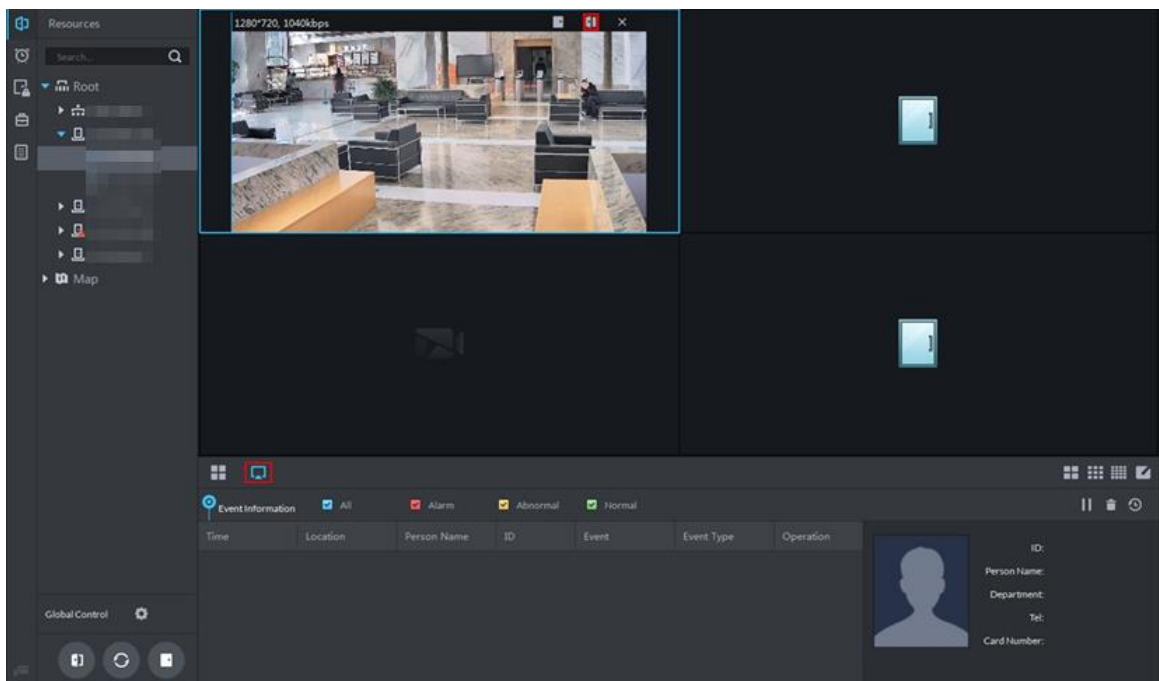 Resources
1280*720, 1040kbps
Search...
Root
Map
Event Information
All
Alarm
Abnormal
Normal
Time
Location
Person Name
ID
Event
Event Type
Operation
ID:
Person Name:
Department:
Tel:
Card Number:
Global Control